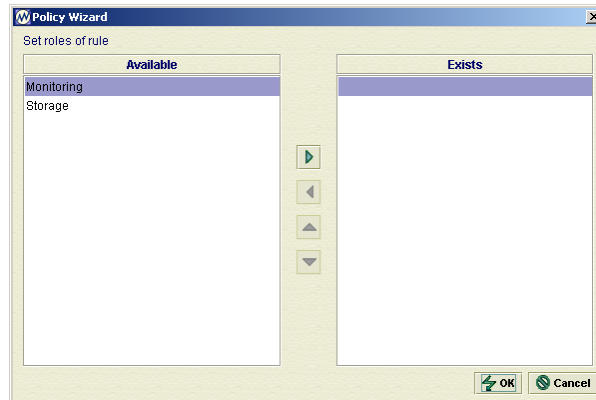 Policy Wizard
Set roles of rule
Available
Exists
Monitoring
Storage
OK
Cancel